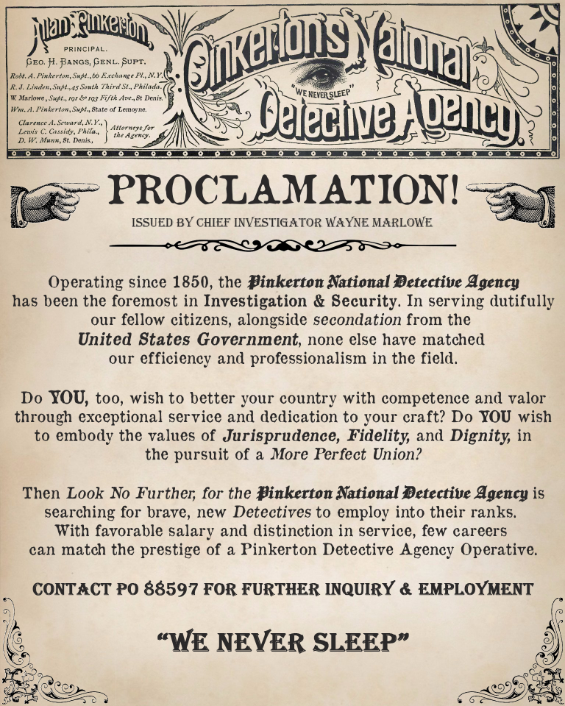 Allan Pinkerton,
PRINCIPAL.
GEO. H. BANGS, GENL. SUPT.
Robt. A. Pinkerton, Supt., 66 Exchange Pl., N.Y.
R. J. Linden, Supt., 45 South Third St., Philada.
W. Marlowe, Supt., 191 & 193 Fifth Ave., St Denis.
Wm. A. Pinkerton, Supt., State of Lemoyne.
Clarence A. Seward, N.Y.,
Lewis C. Cassidy, Phila.,
D. W. Munn, St. Denis.,
Attorneys for
the Agency.
Pinkerton's National
"WE NEVER SLEEP"
Detective Agency.
PROCLAMATION!
ISSUED BY CHIEF INVESTIGATOR WAYNE MARLOWE
Operating since 1850, the Pinkerton National Detective Agency
has been the foremost in Investigation & Security. In serving dutifully
our fellow citizens, alongside secondation from the
United States Government, none else have matched
our efficiency and professionalism in the field.
Do YOU, too, wish to better your country with competence and valor
through exceptional service and dedication to your craft? Do YOU wish
to embody the values of Jurisprudence, Fidelity, and Dignity, in
the pursuit of a More Perfect Union?
Then Look No Further, for the Pinkerton National Detective Agency is
searching for brave, new Detectives to employ into their ranks.
With favorable salary and distinction in service, few careers
can match the prestige of a Pinkerton Detective Agency Operative.
CONTACT PO 88597 FOR FURTHER INQUIRY & EMPLOYMENT
"WE NEVER SLEEP"